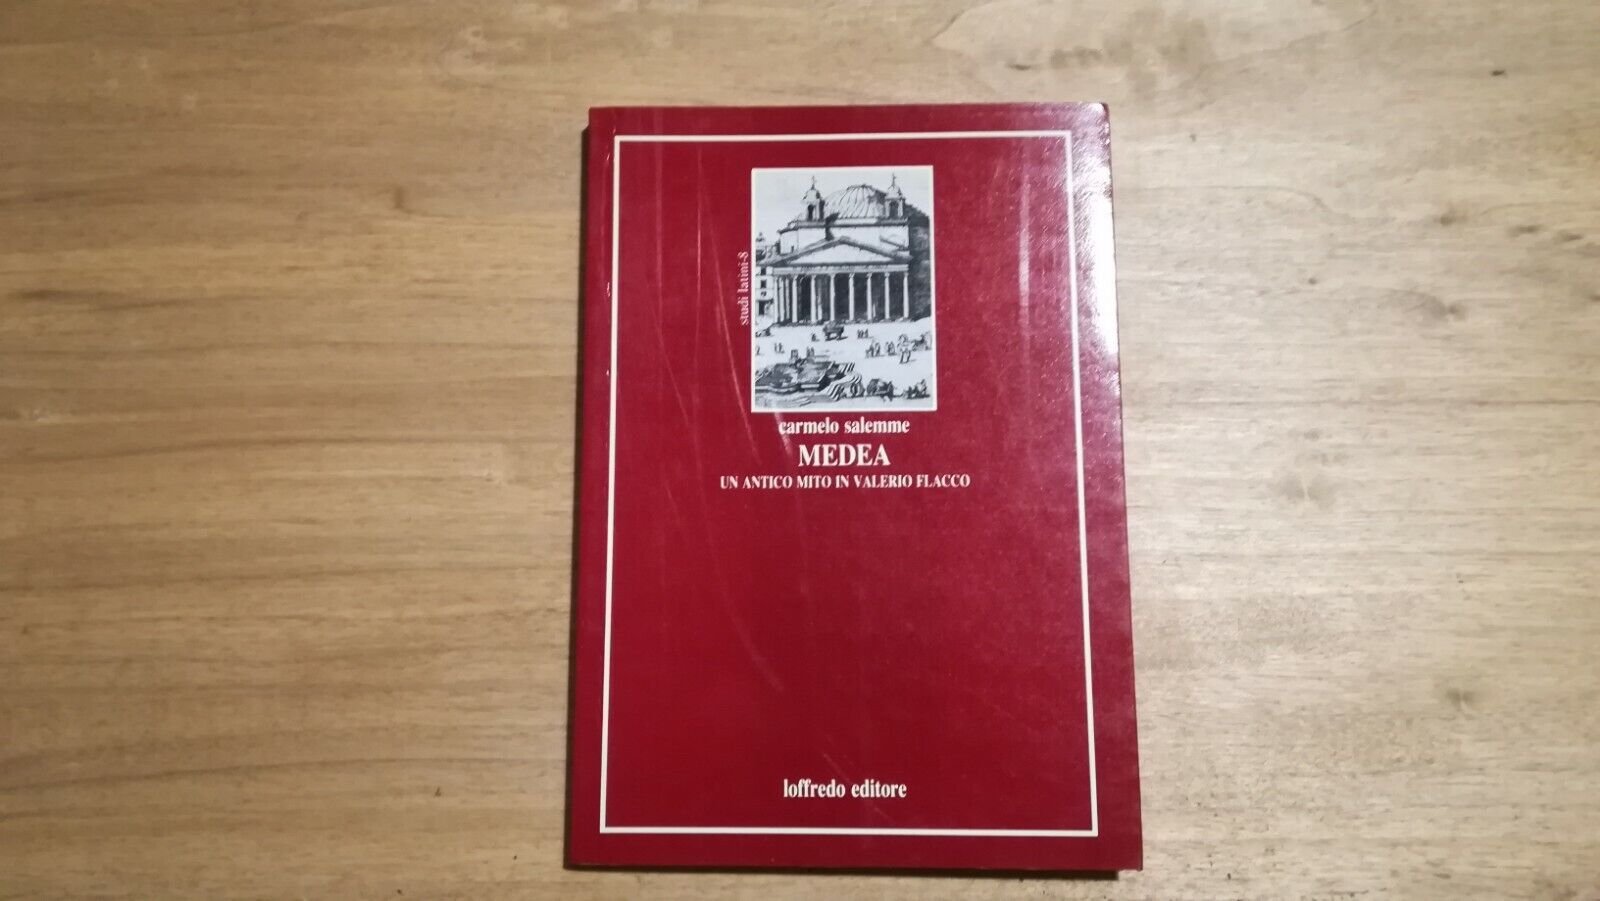 studi latini-8
carmelo salemme
MEDEA
UN ANTICO MITO IN VALERIO FLACCO
loffredo editore